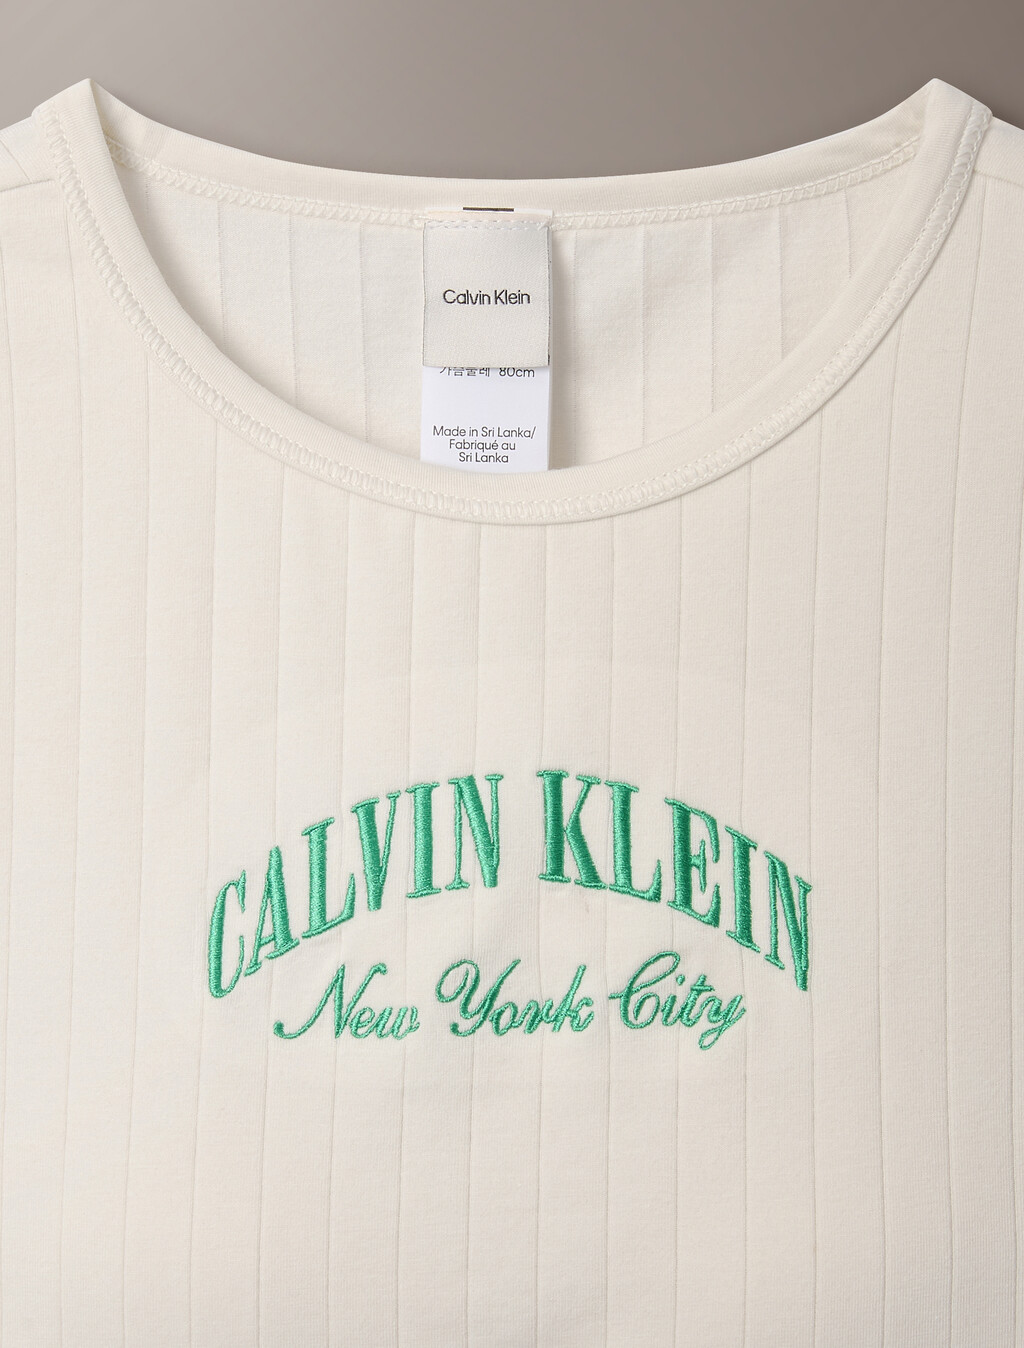 Calvin Klein
가슴둘레 80cm
Made in Sri Lanka/
Fabriqué au
Sri Lanka
CALVIN KLEIN
New York City